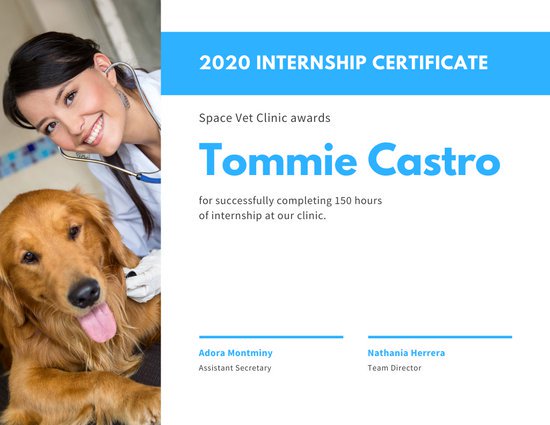 2020 INTERNSHIP CERTIFICATE
Space Vet Clinic awards
Tommie Castro
for successfully completing 150 hours
of internship at our clinic.
Adora Montminy
Assistant Secretary
Nathania Herrera
Team Director